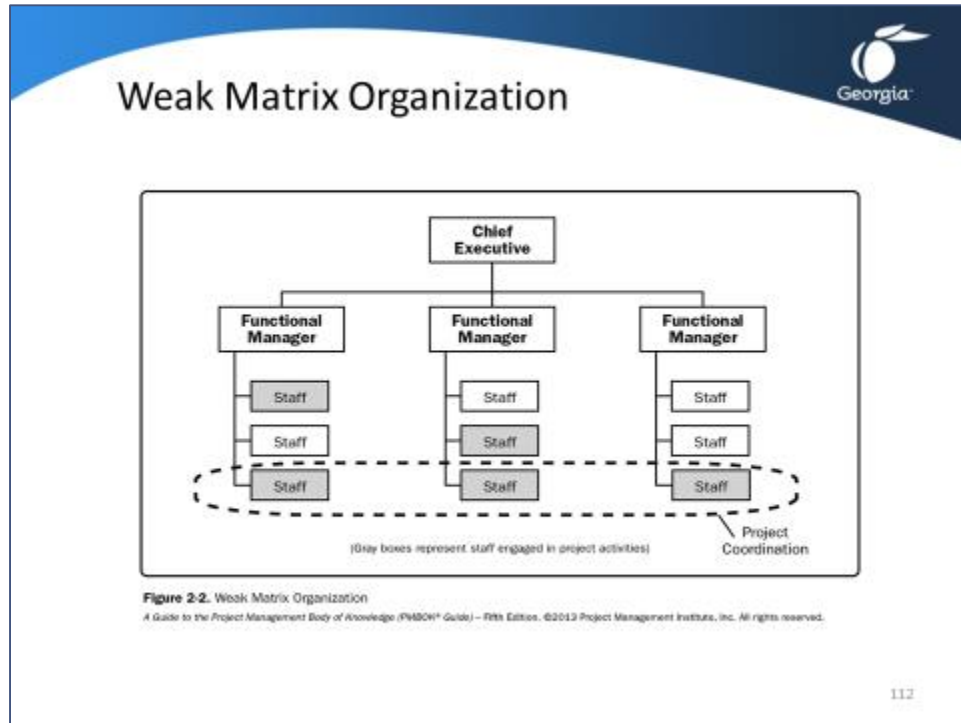 Georgia
Weak Matrix Organization
Chief
Executive
Functional
Manager
Functional
Manager
Functional
Manager
Staff
Staff
Staff
Staff
Staff
Staff
Staff
Staff
Staff
Project
Coordination
(Gray boxes represent staff engaged in project activities)
Figure 2-2. Weak Matrix Organization
A Guide to the Project Management Body of Knowledge (PMBOK® Guide) – Fifth Edition. ©2013 Project Management Institute, Inc. All rights reserved.
112